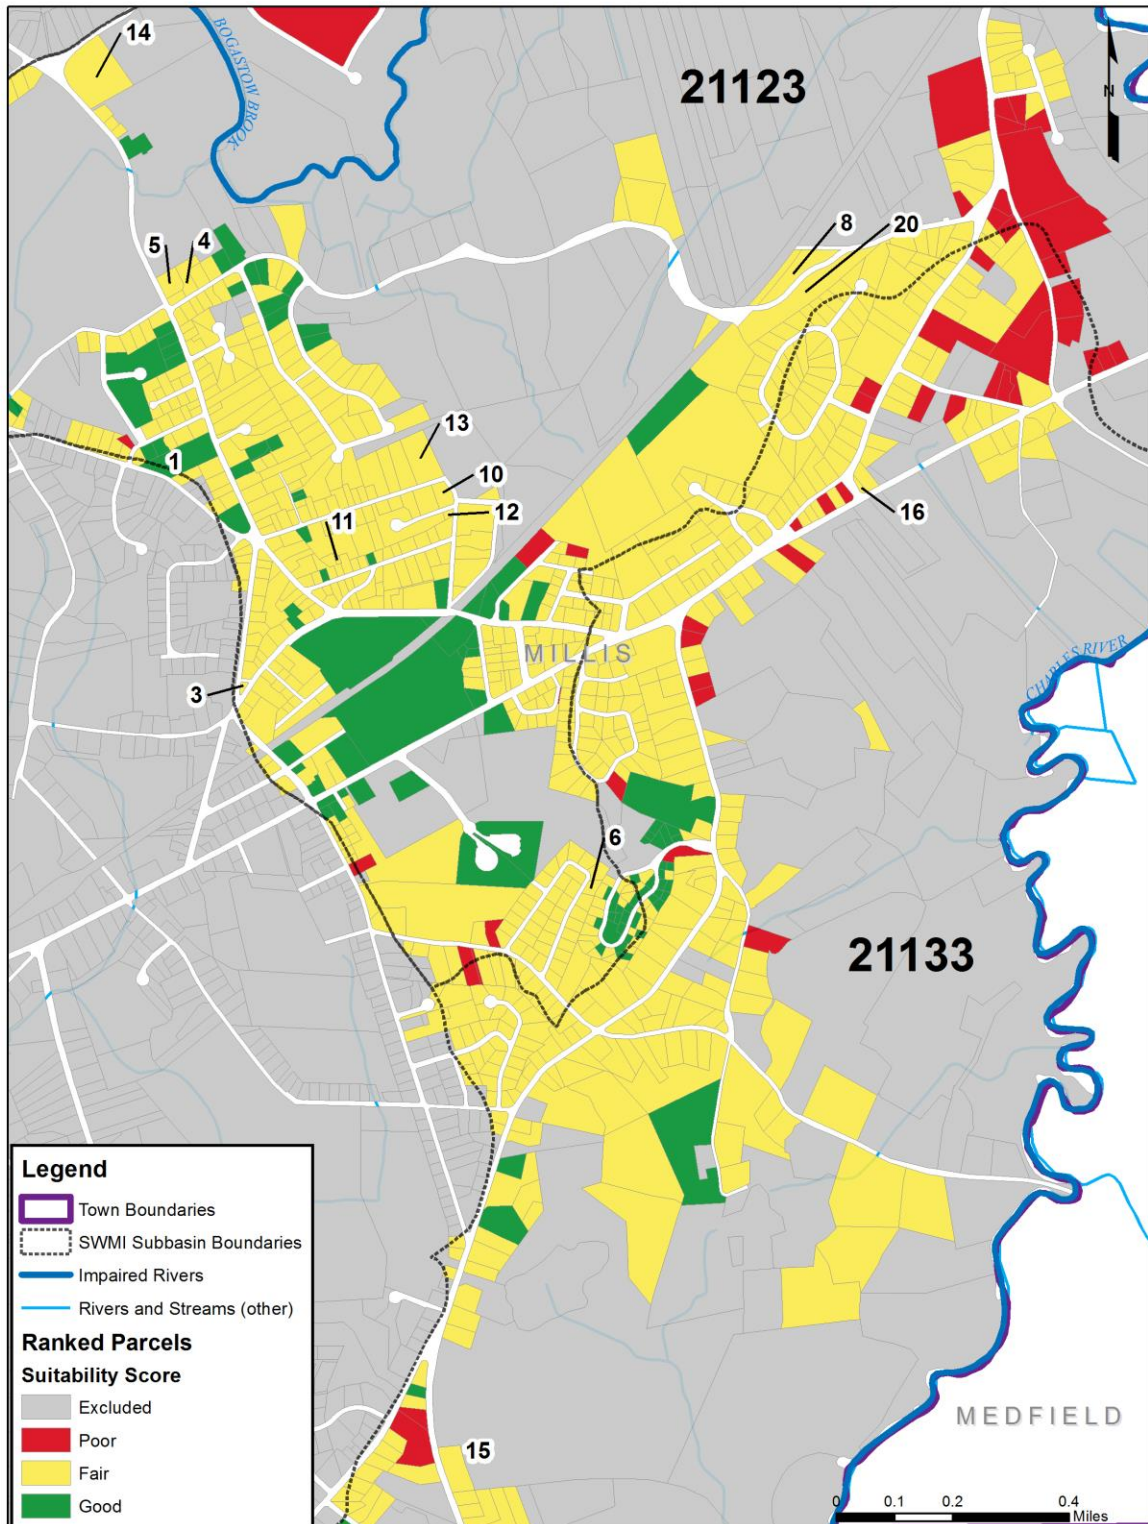 14
BOGASTOW BROOK
21123
N
5
4
8
20
13
1
10
11
12
16
MILLIS
3
CHARLES RIVER
6
21133
Legend
Town Boundaries
SWMI Subbasin Boundaries
Impaired Rivers
Rivers and Streams (other)
Ranked Parcels
Suitability Score
Excluded
Poor
Fair
Good
15
MEDFIELD
0 0.1 0.2 0.4
Miles